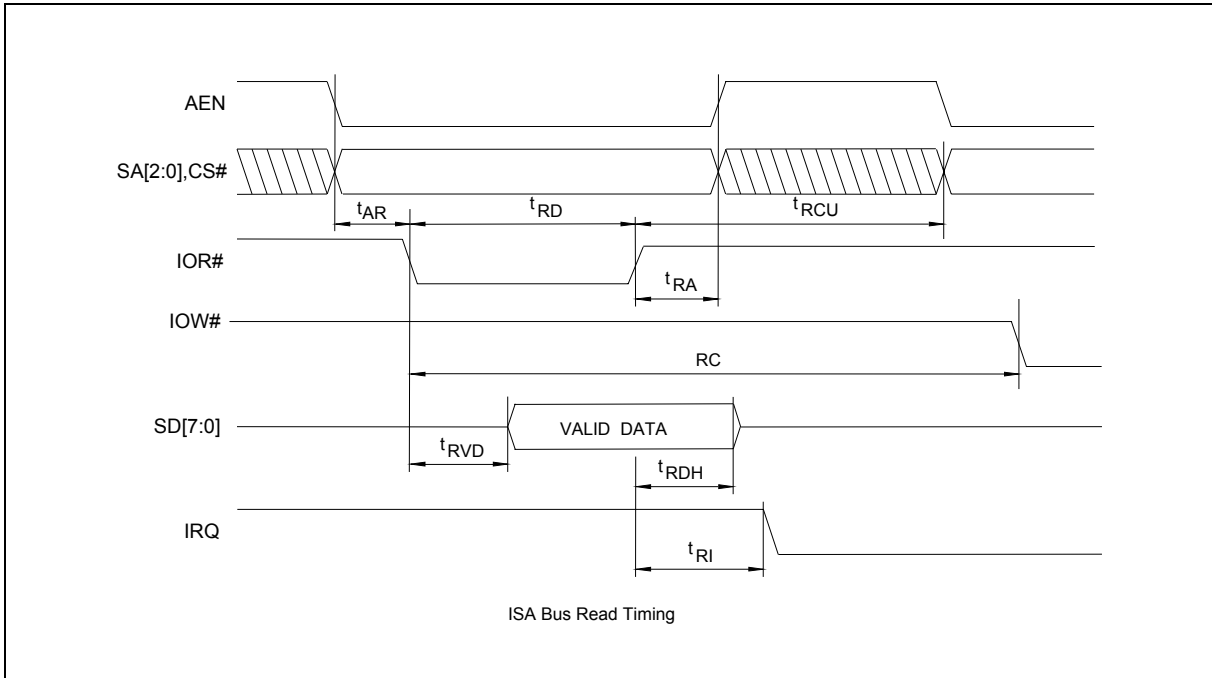 AEN
SA[2:0],CS#
tAR
tRD
tRCU
IOR#
tRA
IOW#
RC
SD[7:0]
VALID DATA
tRVD
tRDH
IRQ
tRI
ISA Bus Read Timing